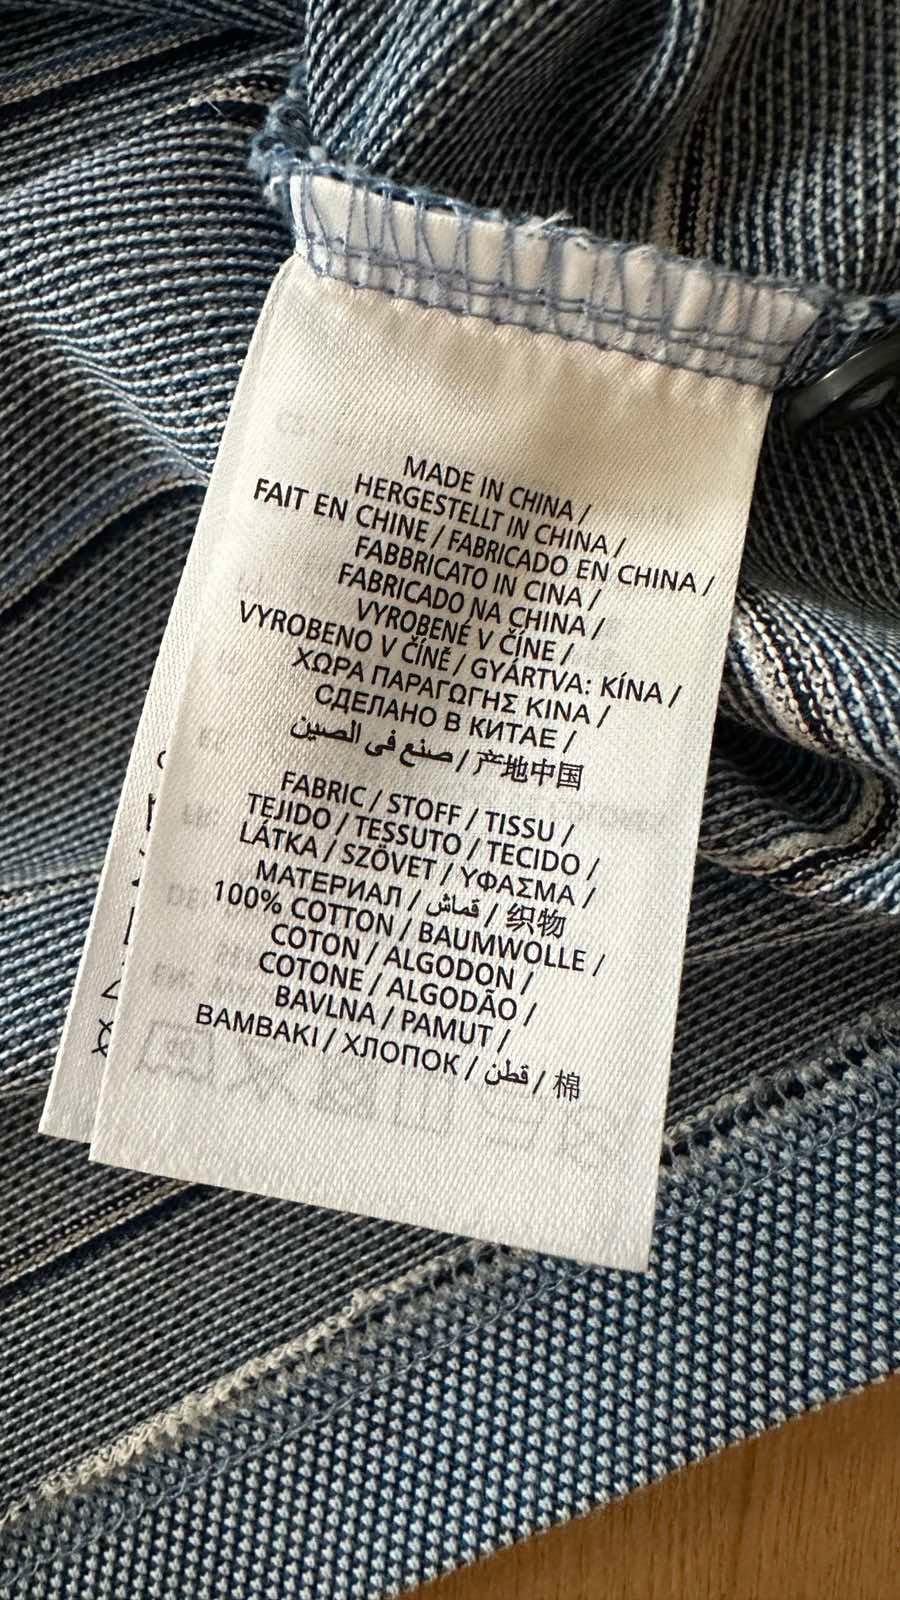 MADE IN CHINA /
HERGESTELLT IN CHINA /
FAIT EN CHINE / FABRICADO EN CHINA /
FABBRICATO IN CINA /
FABRICADO NA CHINA /
VYROBENÉ V ČÍNE /
VYROBENO V ČÍNĚ / GYÁRTVA: KÍNA /
ΧΩΡΑ ΠΑΡΑΓΩΓΗΣ ΚΙΝΑ /
СДЕЛАНО В КИТАЕ /
صنع في الصين / 产地中国
FABRIC / STOFF / TISSU /
TEJIDO / TESSUTO / TECIDO /
LÁTKA / SZÖVET / ΥΦΑΣΜΑ /
МАТЕРИАЛ / قماش / 织物
100% COTTON / BAUMWOLLE /
COTON / ALGODON /
COTONE / ALGODÃO /
BAVLNA / PAMUT /
ΒΑΜΒΑΚΙ / ХЛОПОК / قطن / 棉